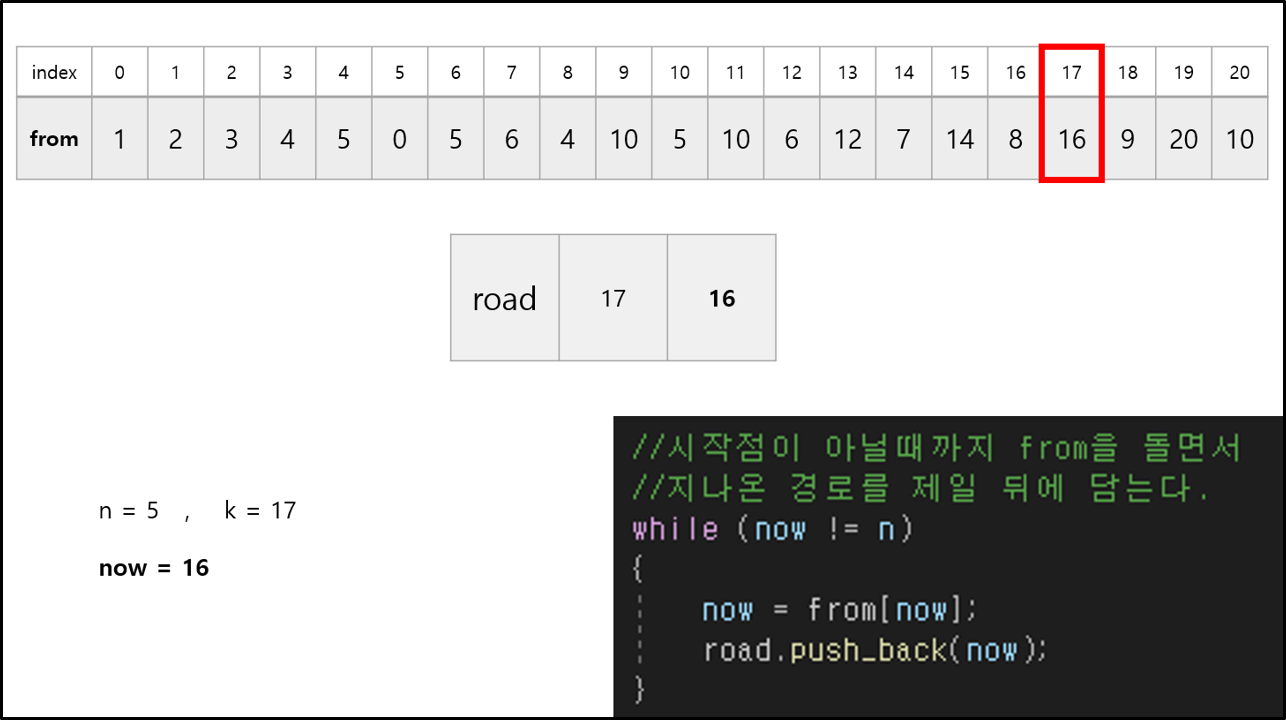 index 0 1 2 3 4 5 6 7 8 9 10 11 12 13 14 15 16 17 18 19 20
from 1 2 3 4 5 0 5 6 4 10 5 10 6 12 7 14 8 16 9 20 10
road 17 16
n = 5 , k = 17
now = 16
//시작점이 아닐때까지 from을 돌면서
//지나온 경로를 제일 뒤에 담는다.
while (now != n)
{
now = from[now];
road.push_back(now);
}